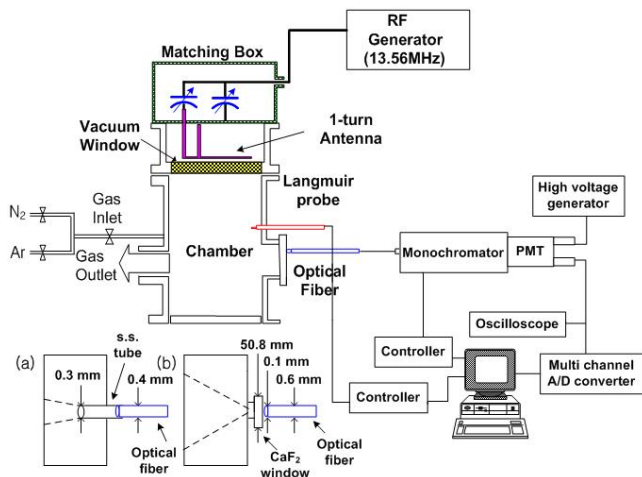 RF
Generator
(13.56MHz)
Matching Box
Vacuum
Window
1-turn
Antenna
Langmuir
probe
High voltage
generator
N₂
Gas
Inlet
Ar
Gas
Outlet
Chamber
Optical
Fiber
Monochromator
PMT
Oscilloscope
Controller
Multi channel
A/D converter
Controller
(a)
s.s.
tube
0.3 mm
0.4 mm
Optical
fiber
(b)
50.8 mm
0.1 mm
0.6 mm
CaF₂
window
Optical
fiber